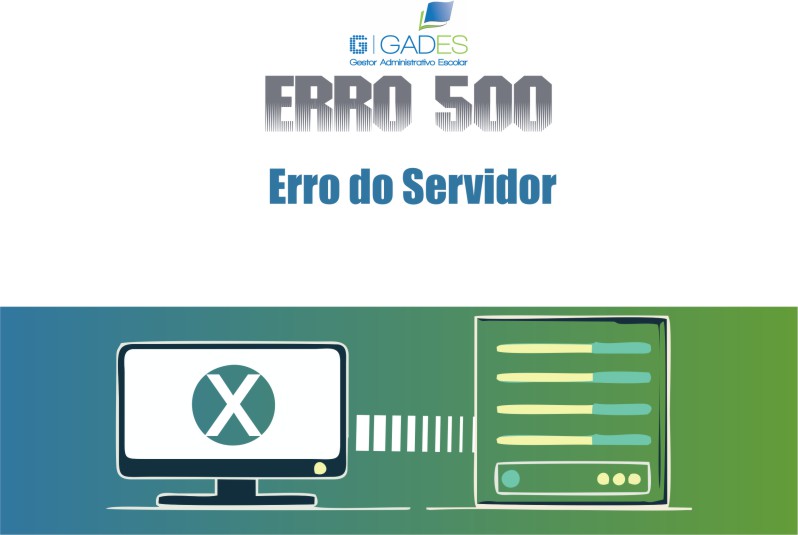 G | GADES
Gestor Administrativo Escolar
ERRO 500
Erro do Servidor
X